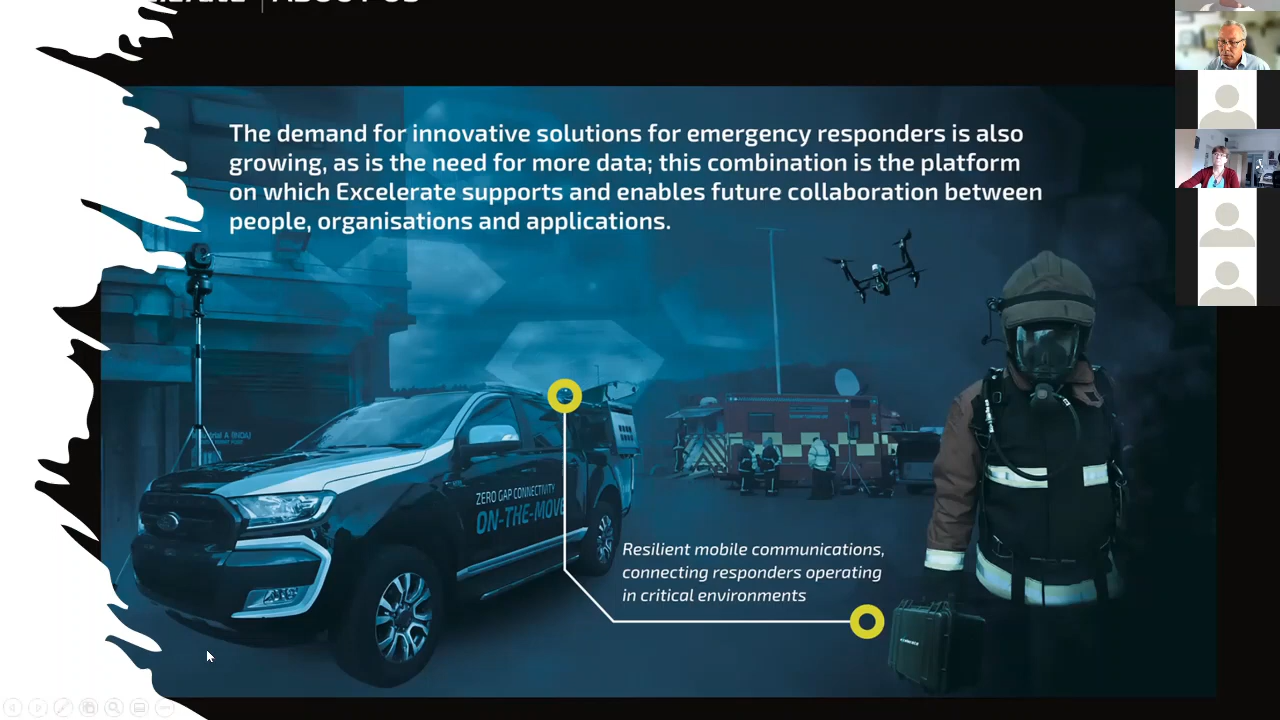 ABOUT US
The demand for innovative solutions for emergency responders is also
growing, as is the need for more data; this combination is the platform
on which Excelerate supports and enables future collaboration between
people, organisations and applications.
ZERO GAP CONNECTIVITY
ON-THE-MOVE
Resilient mobile communications,
connecting responders operating
in critical environments